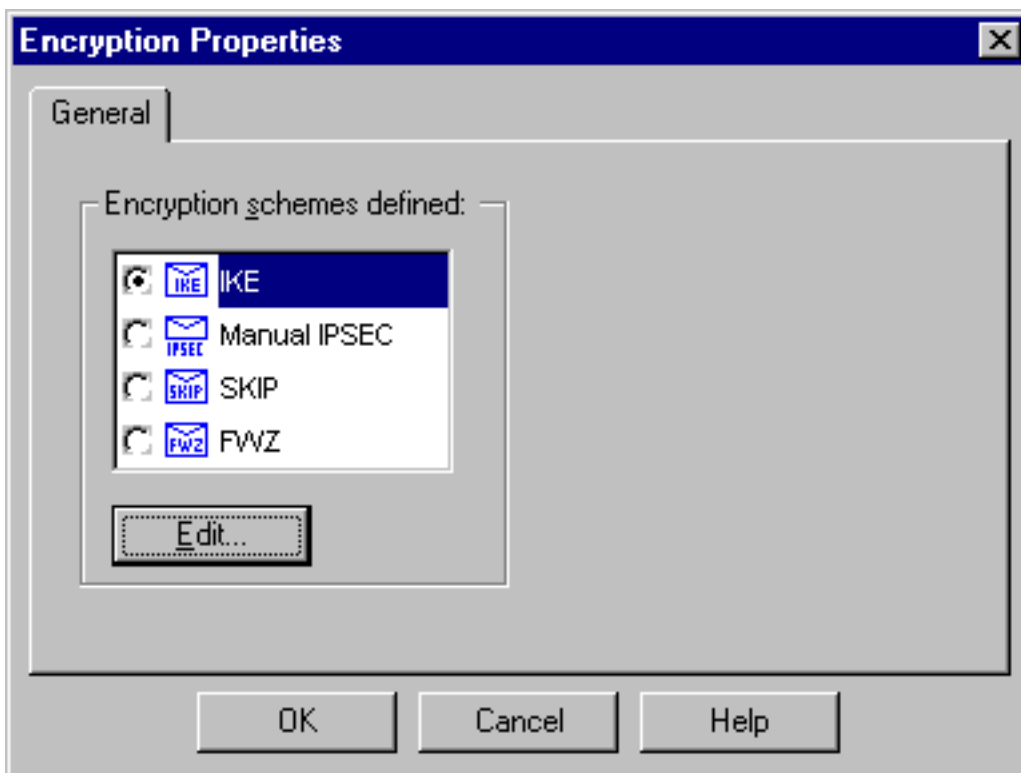 Encryption Properties
General
Encryption schemes defined:
IKE IKE
IPSEC Manual IPSEC
SKIP SKIP
FWZ FWZ
Edit...
OK Cancel Help